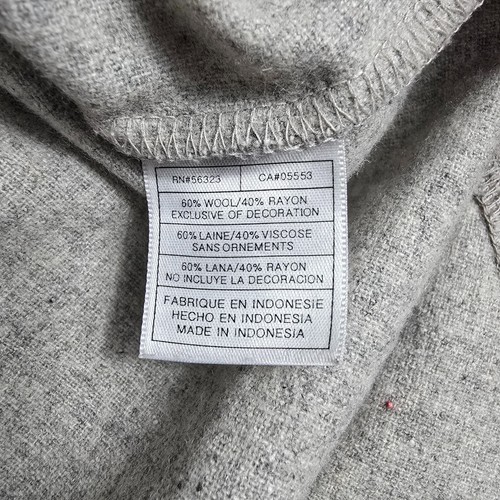 RN#56323 CA#05553
60% WOOL/40% RAYON
EXCLUSIVE OF DECORATION
60% LAINE/40% VISCOSE
SANS ORNEMENTS
60% LANA/40% RAYON
NO INCLUYE LA DECORACION
FABRIQUE EN INDONESIE
HECHO EN INDONESIA
MADE IN INDONESIA